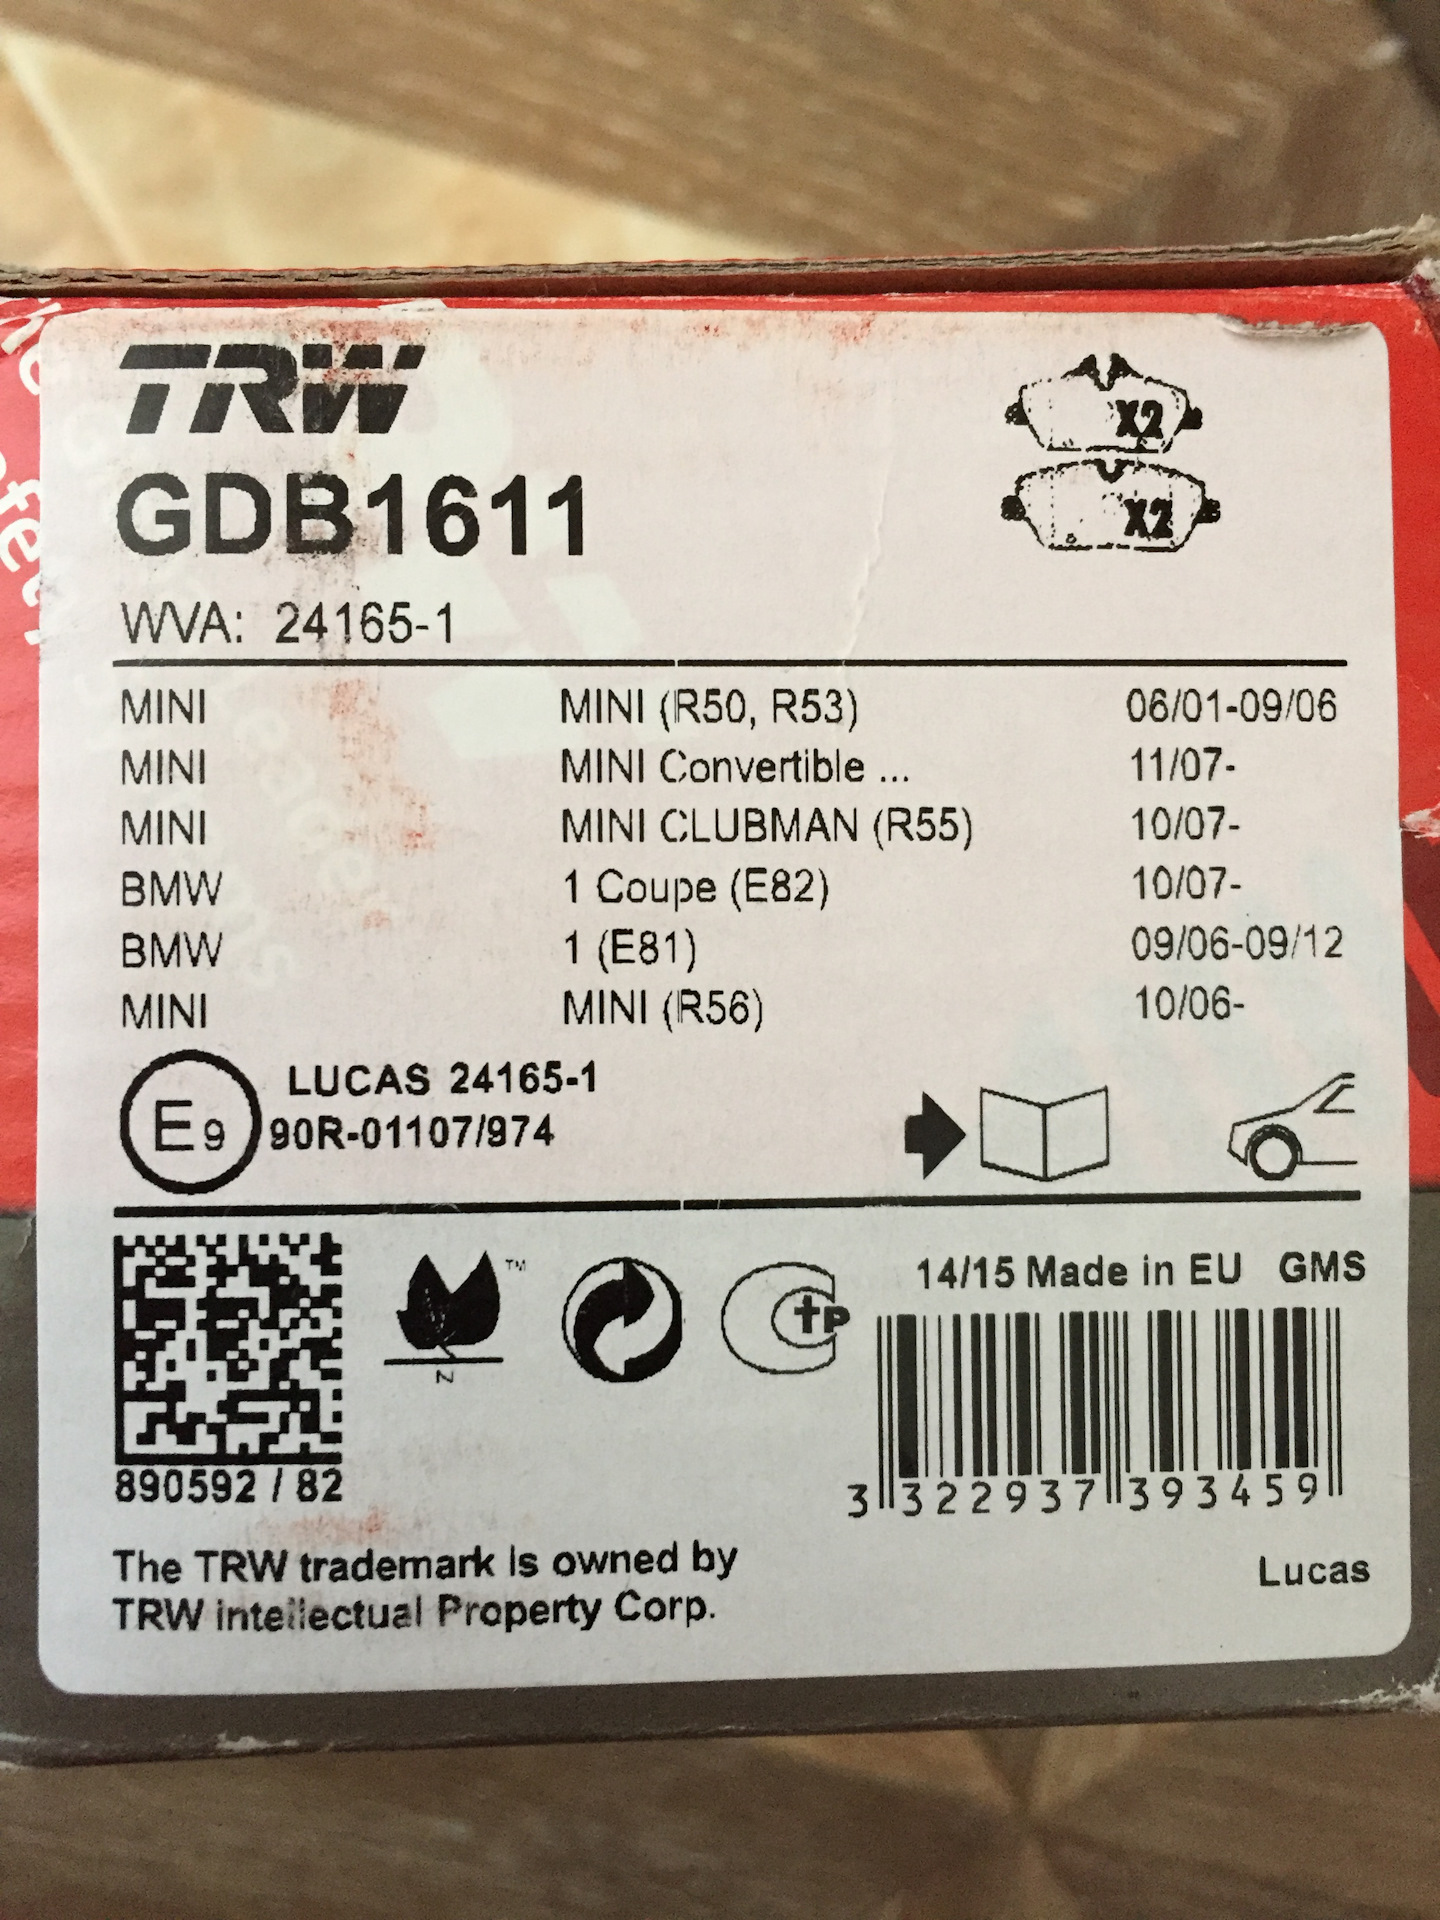 TRW
X2
X2
GDB1611
WVA: 24165-1
MINI MINI (R50, R53) 06/01-09/06
MINI MINI Convertible ... 11/07-
MINI MINI CLUBMAN (R55) 10/07-
BMW 1 Coupe (E82) 10/07-
BMW 1 (E81) 09/06-09/12
MINI MINI (R56) 10/06-
E9
LUCAS 24165-1
90R-01107/974
14/15 Made in EU GMS
TM
N
890592 / 82
3 322937 393459
The TRW trademark is owned by
TRW intellectual Property Corp.
Lucas